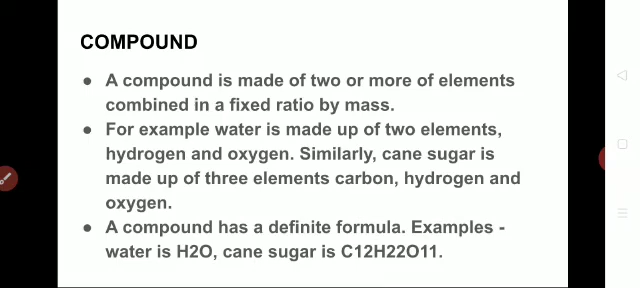 COMPOUND
● A compound is made of two or more of elements
combined in a fixed ratio by mass.
● For example water is made up of two elements,
hydrogen and oxygen. Similarly, cane sugar is
made up of three elements carbon, hydrogen and
oxygen.
● A compound has a definite formula. Examples -
water is H2O, cane sugar is C12H22O11.